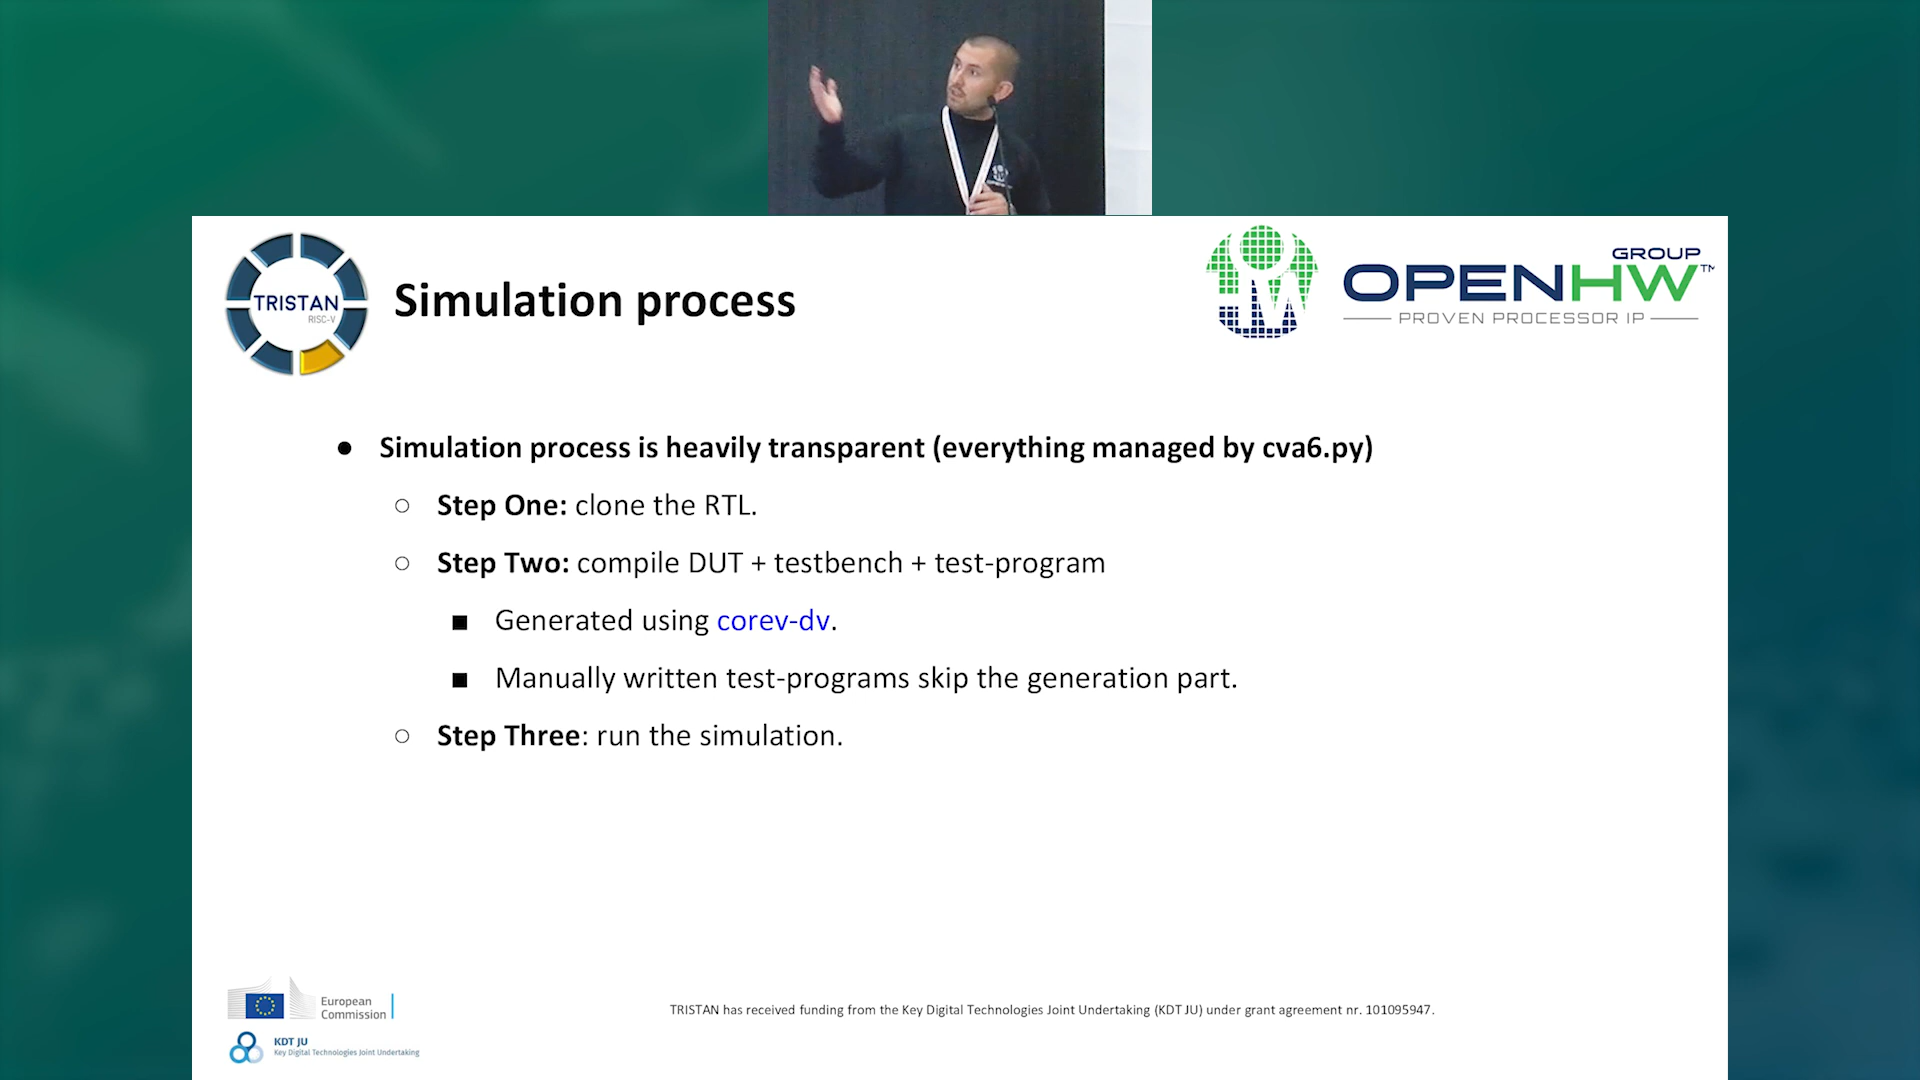 TRISTAN
RISC-V
Simulation process
GROUP
OPENHW™
PROVEN PROCESSOR IP
● Simulation process is heavily transparent (everything managed by cva6.py)
○ Step One: clone the RTL.
○ Step Two: compile DUT + testbench + test-program
■ Generated using corev-dv.
■ Manually written test-programs skip the generation part.
○ Step Three: run the simulation.
European
Commission
KDT JU
Key Digital Technologies Joint Undertaking
TRISTAN has received funding from the Key Digital Technologies Joint Undertaking (KDT JU) under grant agreement nr. 101095947.